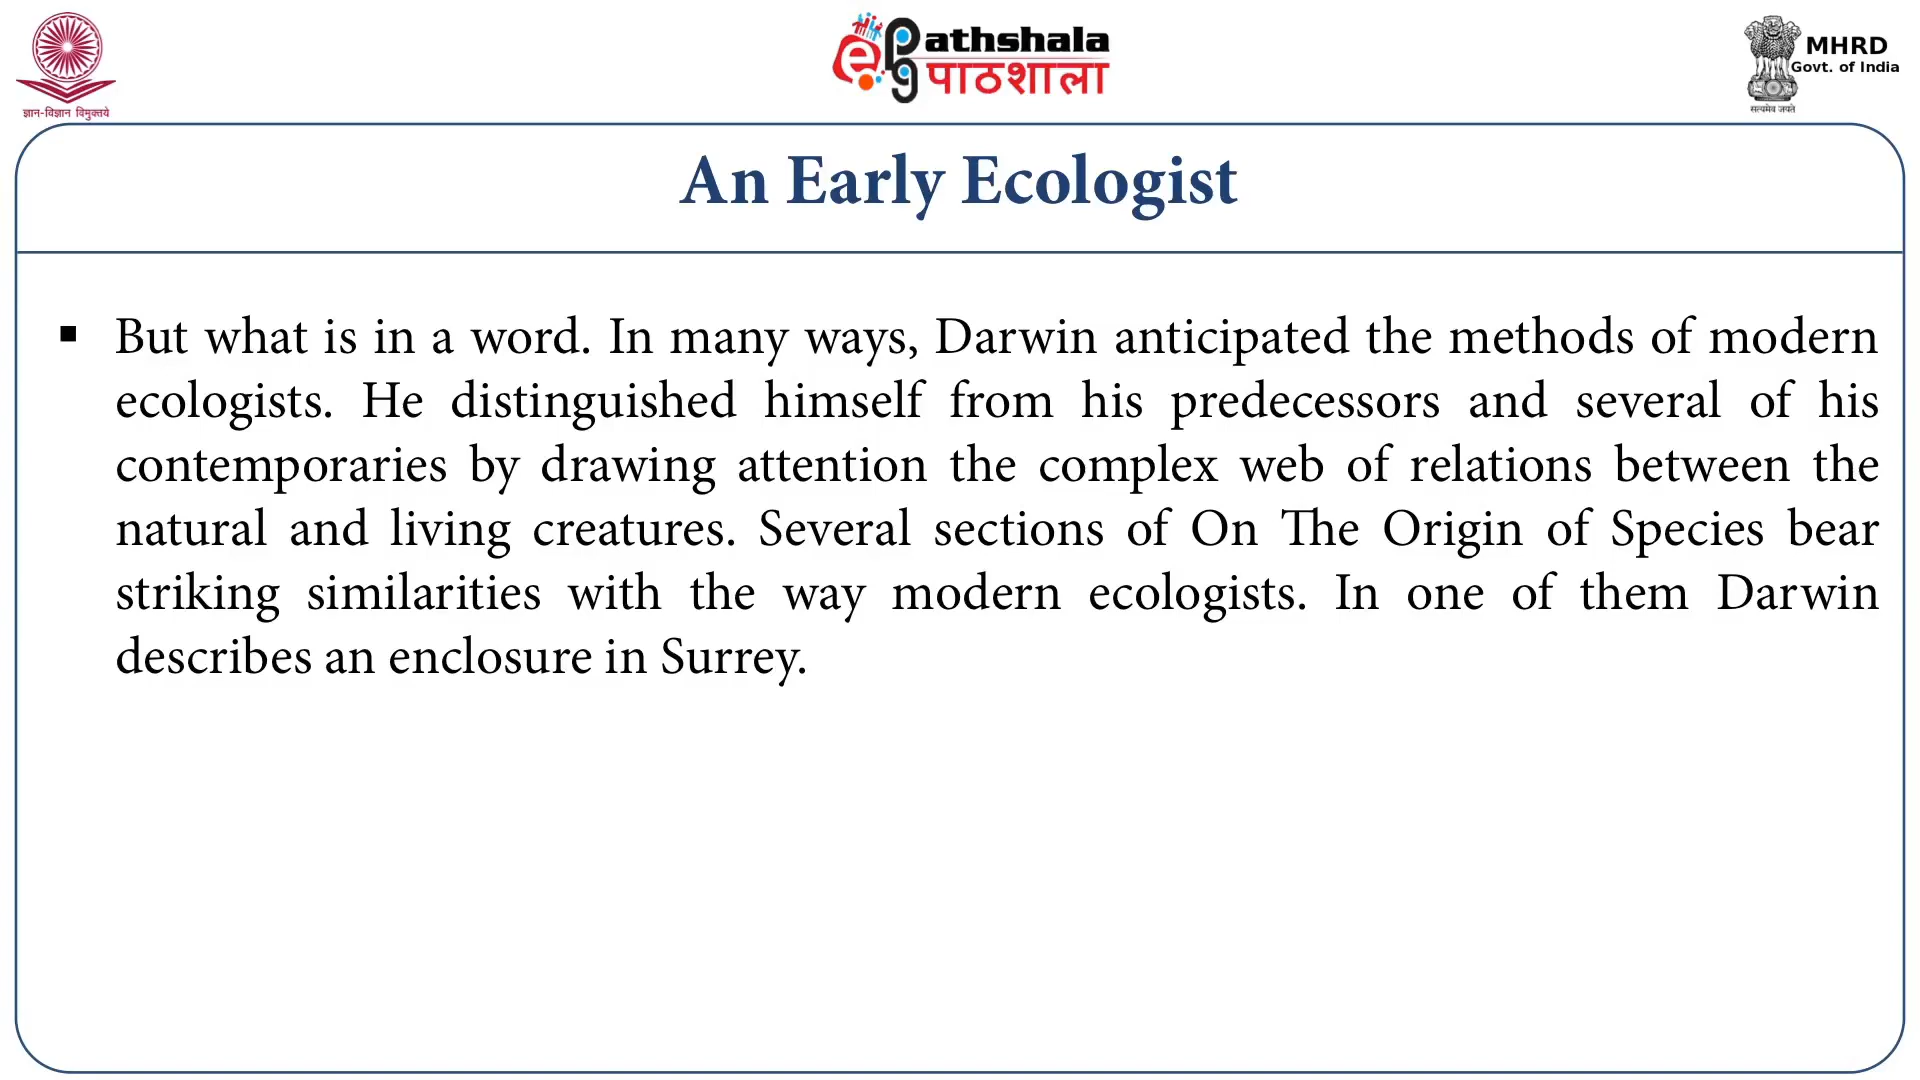 ज्ञान-विज्ञान विमुक्तये
ePathshala
पाठशाला
MHRD
Govt. of India
सत्यमेव जयते
An Early Ecologist
▪ But what is in a word. In many ways, Darwin anticipated the methods of modern
ecologists. He distinguished himself from his predecessors and several of his
contemporaries by drawing attention the complex web of relations between the
natural and living creatures. Several sections of On The Origin of Species bear
striking similarities with the way modern ecologists. In one of them Darwin
describes an enclosure in Surrey.